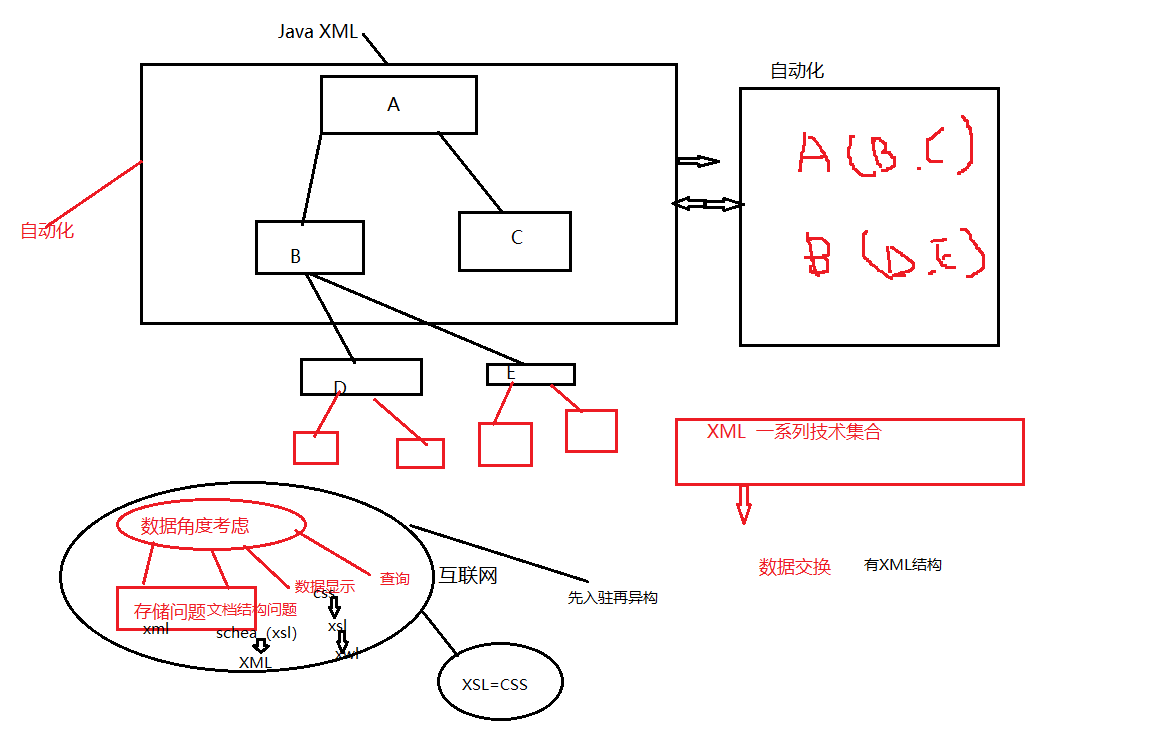 Java XML
自动化
A
A (B.C)
自动化
B
C
B (D.E)
D
E
XML 一系列技术集合
数据角度考虑
数据交换
有XML结构
互联网
查询
数据显示
css
先入驻再异构
存储问题
文档结构问题
xml
schea（xsl）
xsl
XML
xwl
XSL=CSS